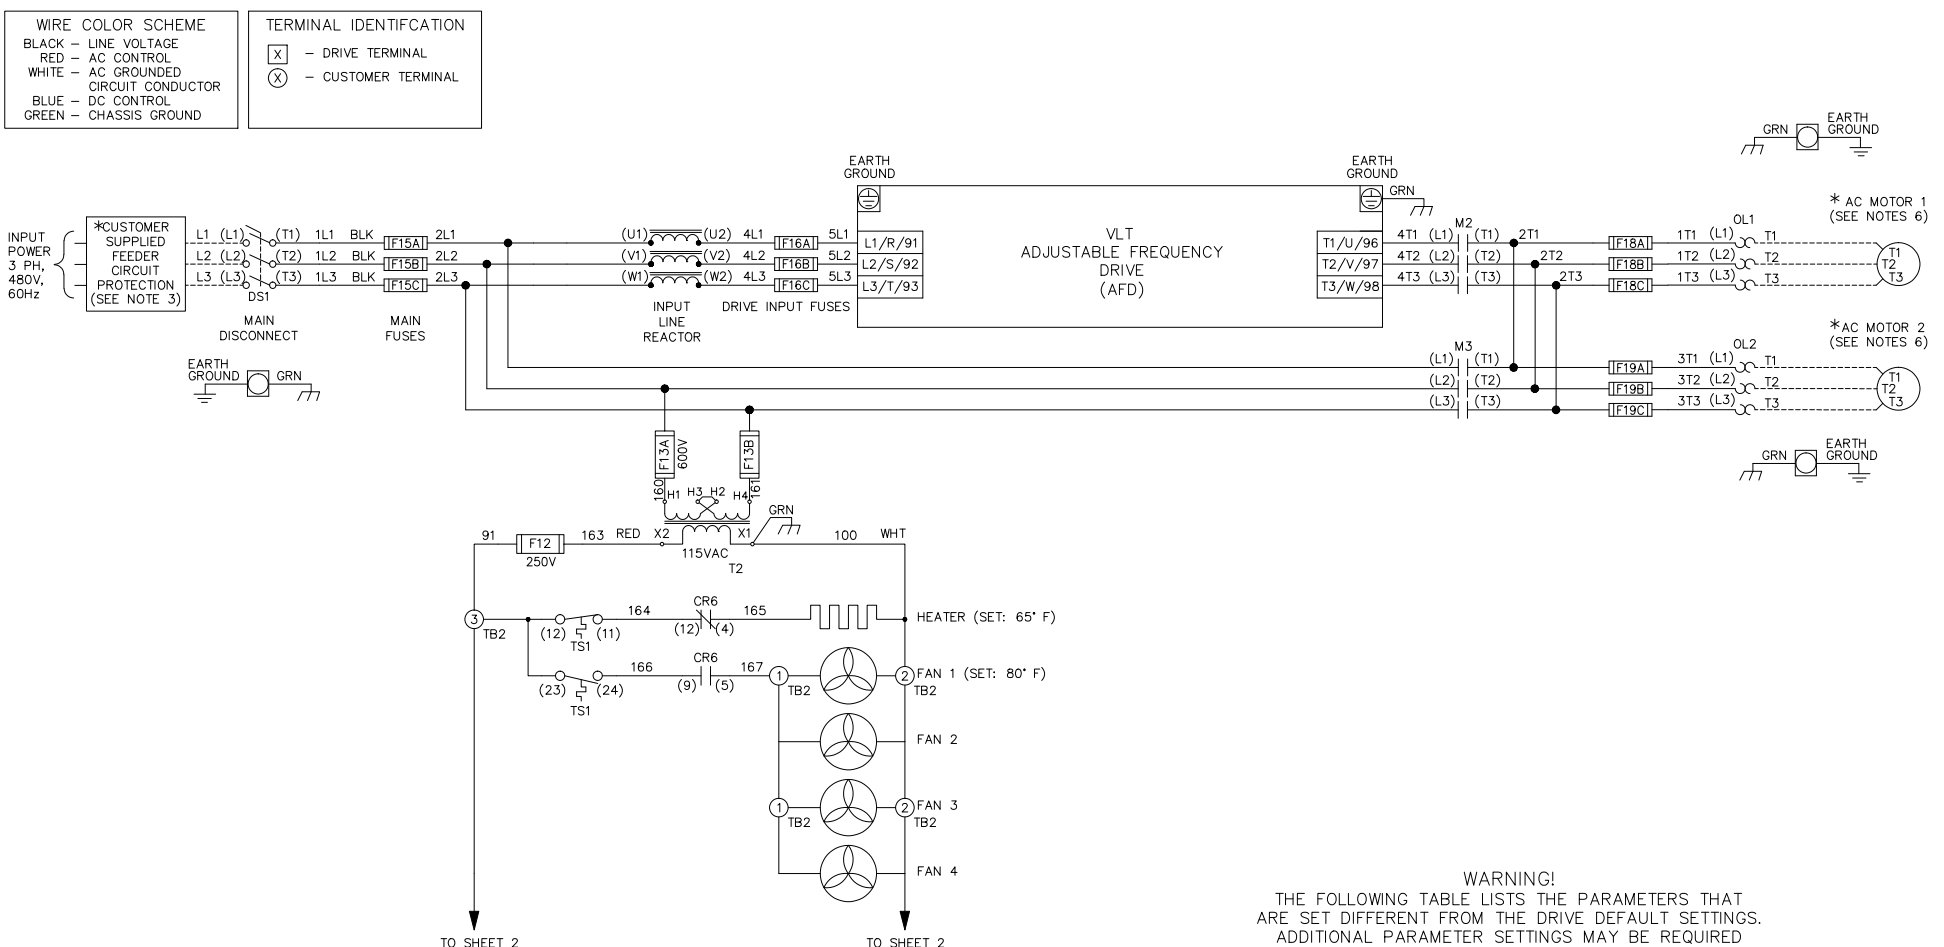 WIRE COLOR SCHEME
BLACK – LINE VOLTAGE
RED – AC CONTROL
WHITE – AC GROUNDED
CIRCUIT CONDUCTOR
BLUE – DC CONTROL
GREEN – CHASSIS GROUND
TERMINAL IDENTIFCATION
X – DRIVE TERMINAL
X – CUSTOMER TERMINAL
GRN
EARTH
GROUND
INPUT
POWER
3 PH,
480V,
60Hz
*CUSTOMER
SUPPLIED
FEEDER
CIRCUIT
PROTECTION
(SEE NOTE 3)
L1 (L1) (T1) 1L1 BLK F15A 2L1
L2 (L2) (T2) 1L2 BLK F15B 2L2
L3 (L3) (T3) 1L3 BLK F15C 2L3
DS1
MAIN
DISCONNECT
MAIN
FUSES
EARTH
GROUND
GRN
(U1) (U2) 4L1 F16A 5L1
(V1) (V2) 4L2 F16B 5L2
(W1) (W2) 4L3 F16C 5L3
INPUT
LINE
REACTOR
DRIVE INPUT FUSES
EARTH
GROUND
L1/R/91
L2/S/92
L3/T/93
VLT
ADJUSTABLE FREQUENCY
DRIVE
(AFD)
EARTH
GROUND
GRN
T1/U/96
T2/V/97
T3/W/98
M2
4T1 (L1) (T1) 2T1
4T2 (L2) (T2) 2T2
4T3 (L3) (T3) 2T3
OL1
F18A 1T1 (L1) T1
F18B 1T2 (L2) T2
F18C 1T3 (L3) T3
* AC MOTOR 1
(SEE NOTES 6)
T1
T2
T3
M3
(L1) (T1)
(L2) (T2)
(L3) (T3)
OL2
F19A 3T1 (L1) T1
F19B 3T2 (L2) T2
F19C 3T3 (L3) T3
*AC MOTOR 2
(SEE NOTES 6)
T1
T2
T3
GRN
EARTH
GROUND
F13A
600V
F13B
160
161
H1 H3 H2 H4
GRN
91 F12 163 RED X2 X1 100 WHT
250V
115VAC
T2
3
TB2
(12) (11)
TS1
164
CR6
(12) (4)
165
HEATER (SET: 65° F)
(23) (24)
TS1
166
CR6
(9) (5)
167
1
TB2
2
TB2
FAN 1 (SET: 80° F)
FAN 2
1
TB2
2
TB2
FAN 3
FAN 4
TO SHEET 2
TO SHEET 2
WARNING!
THE FOLLOWING TABLE LISTS THE PARAMETERS THAT
ARE SET DIFFERENT FROM THE DRIVE DEFAULT SETTINGS.
ADDITIONAL PARAMETER SETTINGS MAY BE REQUIRED